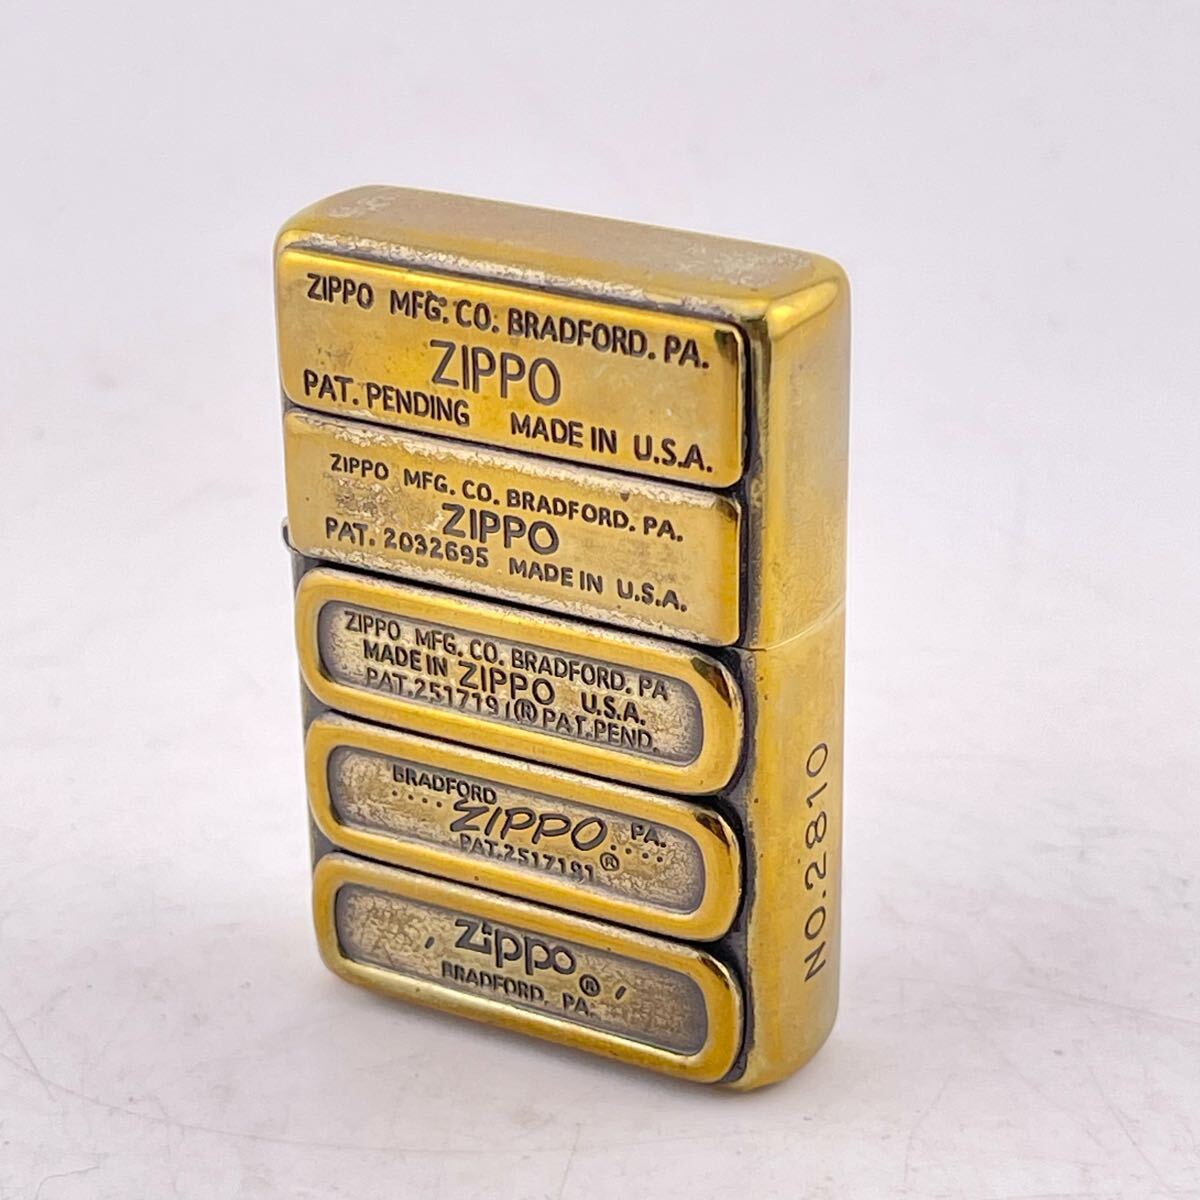 ZIPPO MFG. CO. BRADFORD. PA.
ZIPPO
PAT. PENDING MADE IN U.S.A.
ZIPPO MFG. CO. BRADFORD. PA.
ZIPPO
PAT. 2032695 MADE IN U.S.A.
ZIPPO MFG. CO. BRADFORD. PA
MADE IN ZIPPO U.S.A.
PAT.2517191® PAT.PEND.
BRADFORD PA.
.... ZIPPO ....
PAT.2517191 ®
, Zippo ® ,
BRADFORD. PA.
NO.2810